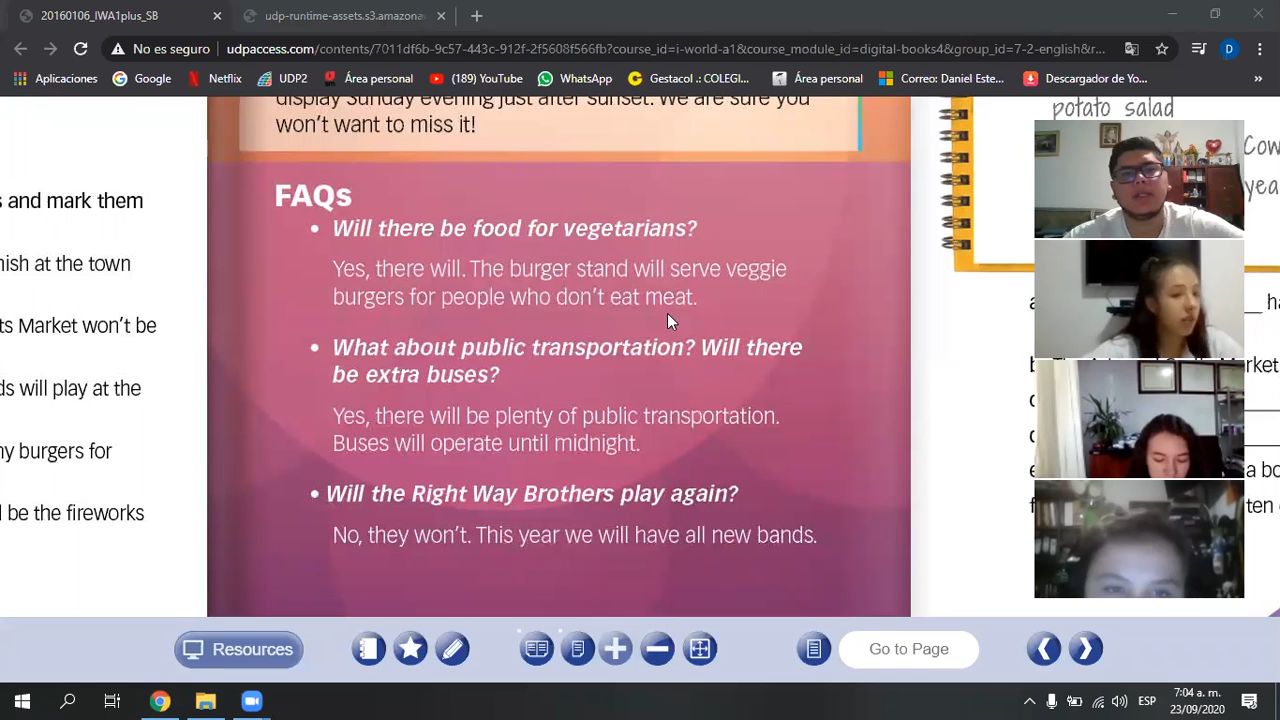 20160106_IWA1plus_SB
udp-runtime-assets.s3.amazona
No es seguro
udpaccess.com/contents/7011df6b-9c57-443c-912f-2f5608f566fb?course_id=i-world-a1&course_module_id=digital-books4&group_id=7-2-english&r...
D
Aplicaciones
Google
Netflix
UDP2
Área personal
(189) YouTube
WhatsApp
Gestacol .: COLEGI...
Área personal
Correo: Daniel Este...
Descargador de Yo...
»
s and mark them
nish at the town
ts Market won't be
ds will play at the
ny burgers for
l be the fireworks
display Sunday evening just after sunset. We are sure you
won't want to miss it!
FAQs
• Will there be food for vegetarians?
Yes, there will. The burger stand will serve veggie
burgers for people who don't eat meat.
• What about public transportation? Will there
be extra buses?
Yes, there will be plenty of public transportation.
Buses will operate until midnight.
• Will the Right Way Brothers play again?
No, they won't. This year we will have all new bands.
potato salad
Cow
yea
ha
Market
a bo
ten
Resources
Go to Page
ESP
7:04 a. m.
23/09/2020